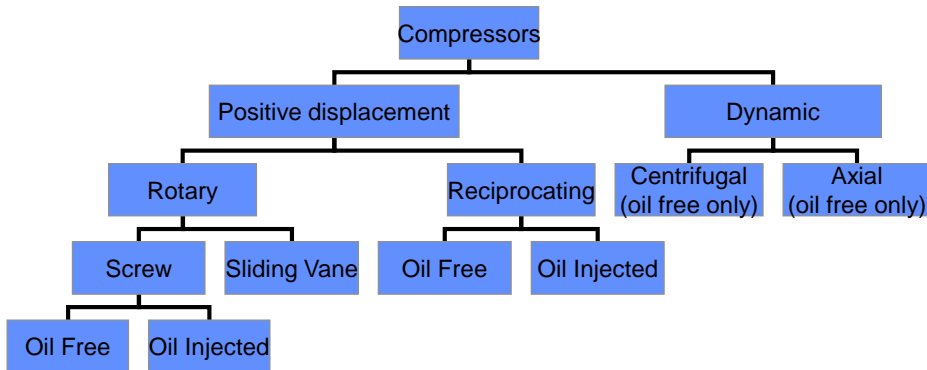 Compressors
Positive displacement
Dynamic
Rotary
Reciprocating
Centrifugal
(oil free only)
Axial
(oil free only)
Screw
Sliding Vane
Oil Free
Oil Injected
Oil Free
Oil Injected